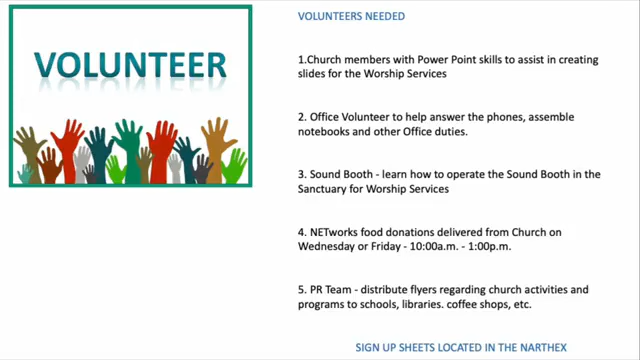 VOLUNTEER
VOLUNTEERS NEEDED
1.Church members with Power Point skills to assist in creating
slides for the Worship Services
2. Office Volunteer to help answer the phones, assemble
notebooks and other Office duties.
3. Sound Booth - learn how to operate the Sound Booth in the
Sanctuary for Worship Services
4. NETworks food donations delivered from Church on
Wednesday or Friday - 10:00a.m. - 1:00p.m.
5. PR Team - distribute flyers regarding church activities and
programs to schools, libraries. coffee shops, etc.
SIGN UP SHEETS LOCATED IN THE NARTHEX